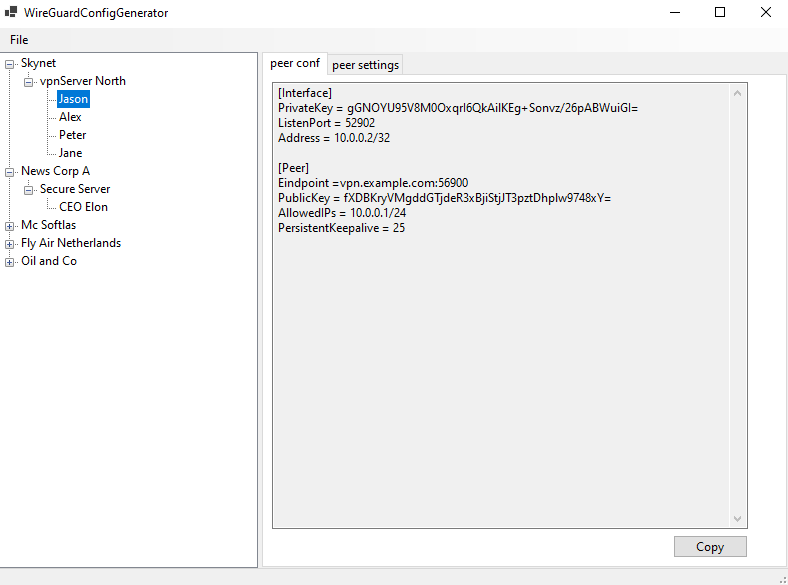 WireGuardConfigGenerator
File
Skynet
vpnServer North
Jason
Alex
Peter
Jane
News Corp A
Secure Server
CEO Elon
Mc Softlas
Fly Air Netherlands
Oil and Co
peer conf
peer settings
[Interface]
PrivateKey = gGNOYU95V8M0Oxqrl6QkAilKEg+Sonvz/26pABWuiGI=
ListenPort = 52902
Address = 10.0.0.2/32
[Peer]
Eindpoint =vpn.example.com:56900
PublicKey = fXDBKryVMgddGTjdeR3xBjiStjJT3pztDhpIw9748xY=
AllowedIPs = 10.0.0.1/24
PersistentKeepalive = 25
Copy